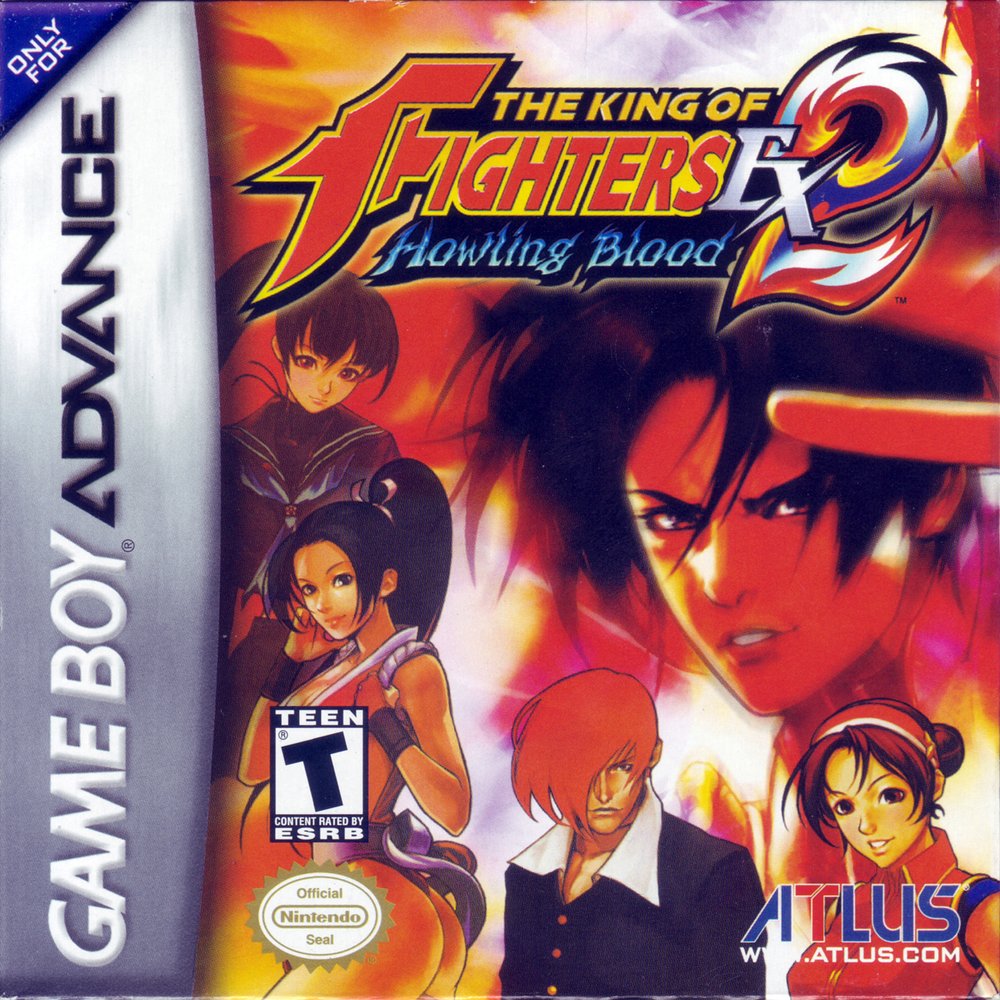 ONLY
FOR
GAME BOY ADVANCE
®
THE KING OF
FIGHTERS EX2
Howling Blood
TM
TEEN
®
T
CONTENT RATED BY
ESRB
Official
Nintendo
Seal
®
ATLUS®
WWW.ATLUS.COM